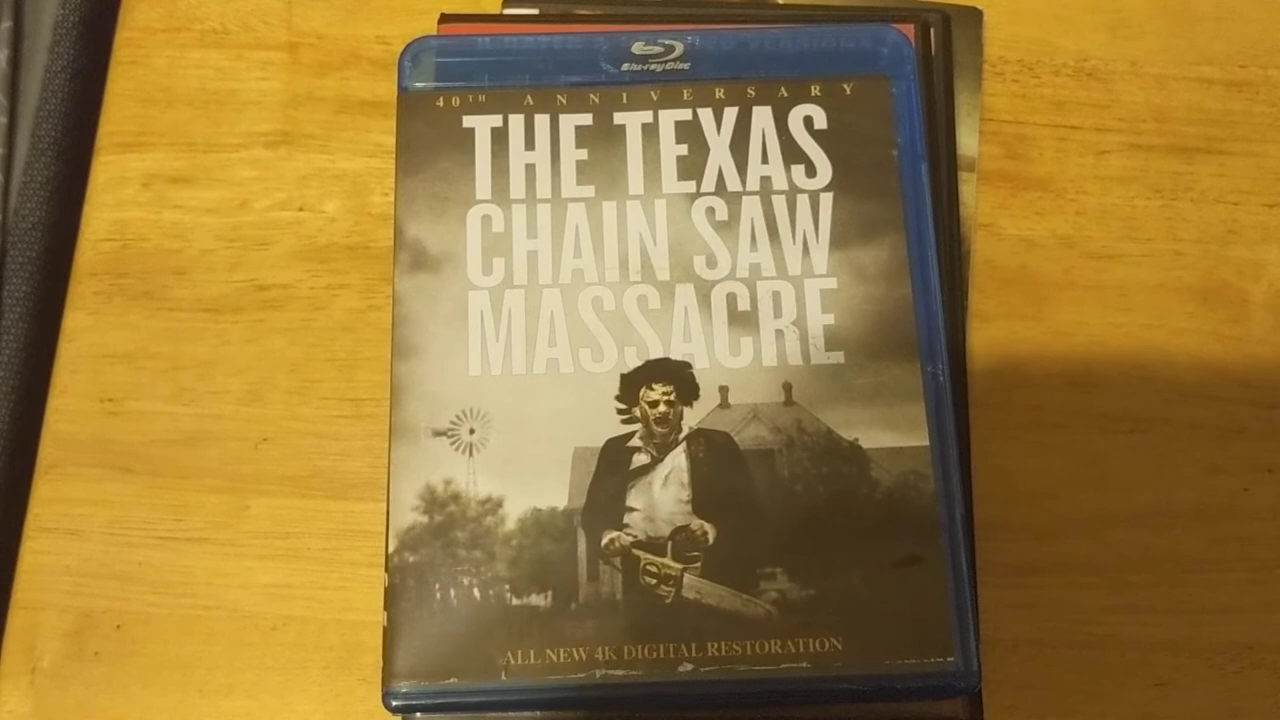 Blu-ray Disc
40TH ANNIVERSARY
THE TEXAS
CHAIN SAW
MASSACRE
ALL NEW 4K DIGITAL RESTORATION